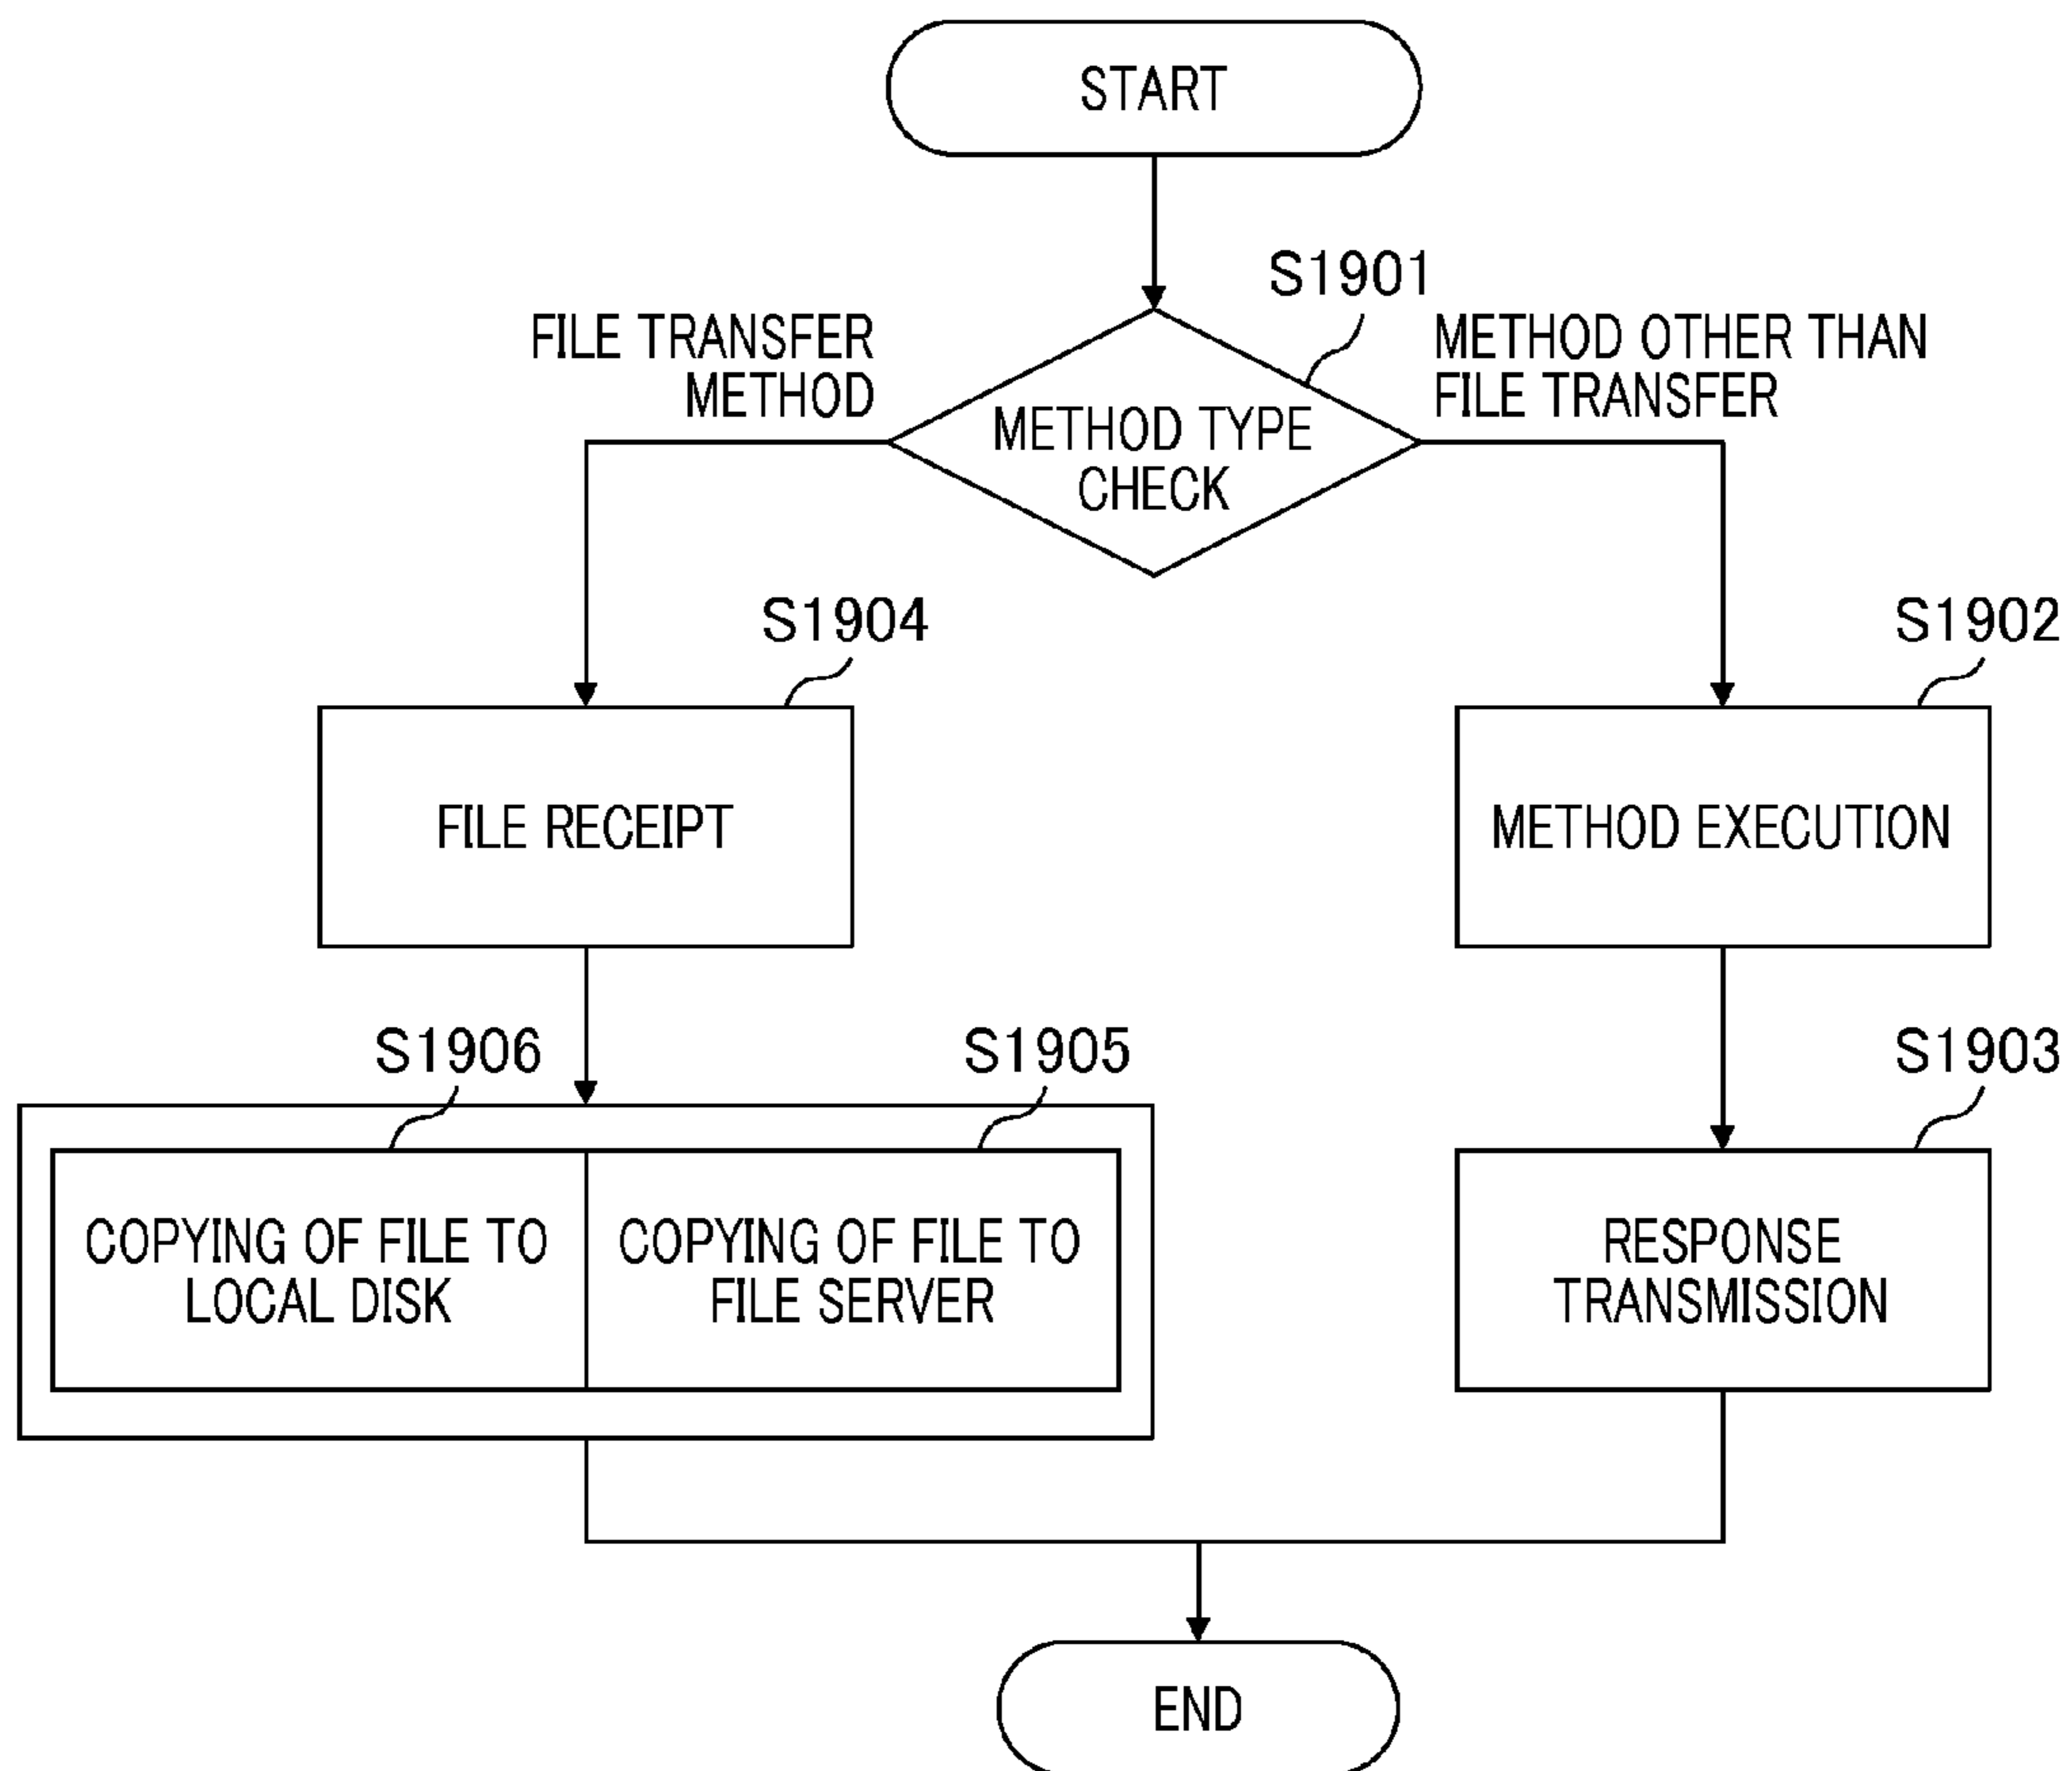 START
S1901
FILE TRANSFER
METHOD
METHOD OTHER THAN
FILE TRANSFER
METHOD TYPE
CHECK
S1904
S1902
FILE RECEIPT
METHOD EXECUTION
S1906
S1905
S1903
COPYING OF FILE TO
LOCAL DISK
COPYING OF FILE TO
FILE SERVER
RESPONSE
TRANSMISSION
END